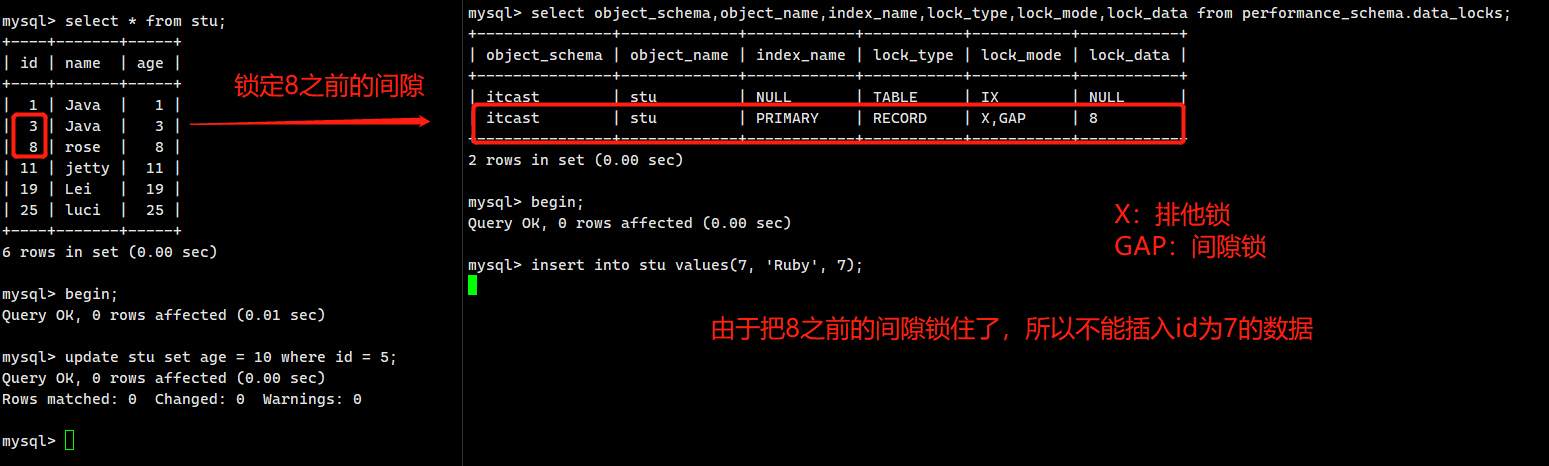 mysql> select * from stu;
+----+-------+-----+
| id | name  | age |
+----+-------+-----+
|  1 | Java  |   1 |
|  3 | Java  |   3 |
|  8 | rose  |   8 |
| 11 | jetty |  11 |
| 19 | Lei   |  19 |
| 25 | luci  |  25 |
+----+-------+-----+
6 rows in set (0.00 sec)
mysql> begin;
Query OK, 0 rows affected (0.01 sec)
mysql> update stu set age = 10 where id = 5;
Query OK, 0 rows affected (0.00 sec)
Rows matched: 0  Changed: 0  Warnings: 0
mysql>
锁定8之前的间隙
mysql> select object_schema,object_name,index_name,lock_type,lock_mode,lock_data from performance_schema.data_locks;
+---------------+-------------+------------+-----------+-----------+-----------+
| object_schema | object_name | index_name | lock_type | lock_mode | lock_data |
+---------------+-------------+------------+-----------+-----------+-----------+
| itcast        | stu         | NULL       | TABLE     | IX        | NULL      |
| itcast        | stu         | PRIMARY    | RECORD    | X,GAP     | 8         |
+---------------+-------------+------------+-----------+-----------+-----------+
2 rows in set (0.00 sec)
mysql> begin;
Query OK, 0 rows affected (0.00 sec)
mysql> insert into stu values(7, 'Ruby', 7);
X：排他锁
GAP：间隙锁
由于把8之前的间隙锁住了，所以不能插入id为7的数据